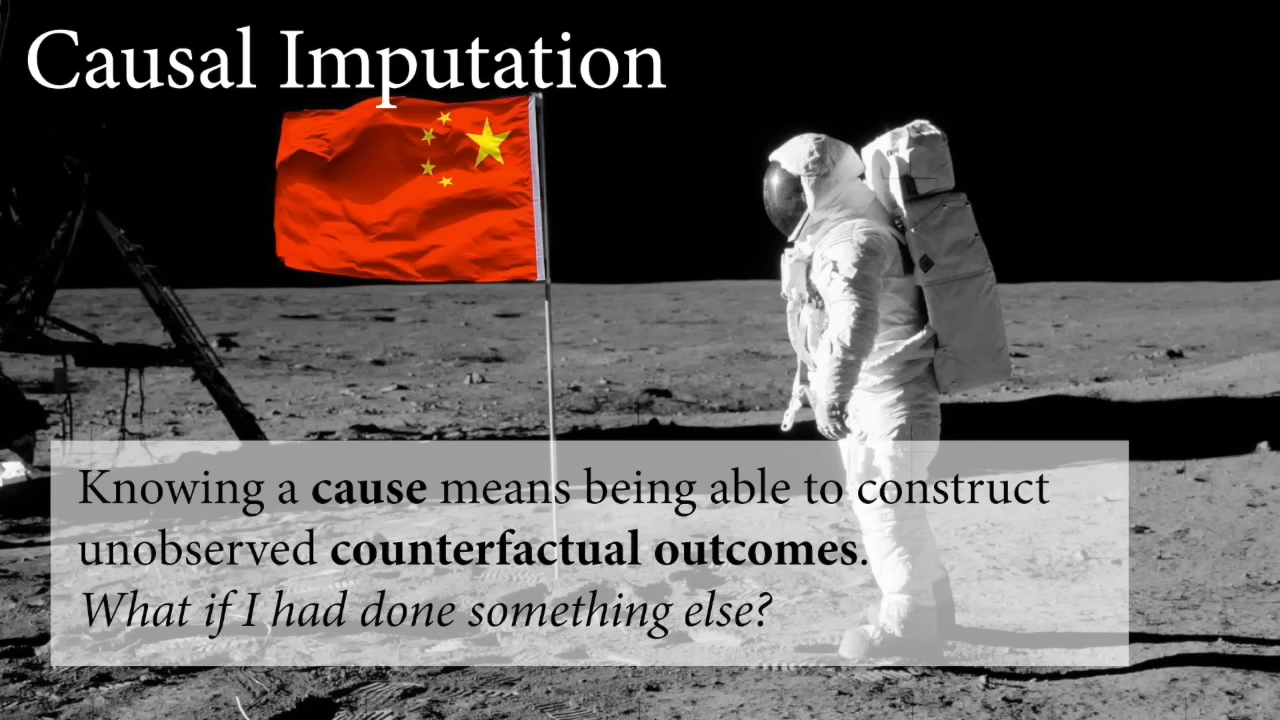 Causal Imputation
Knowing a cause means being able to construct
unobserved counterfactual outcomes.
What if I had done something else?